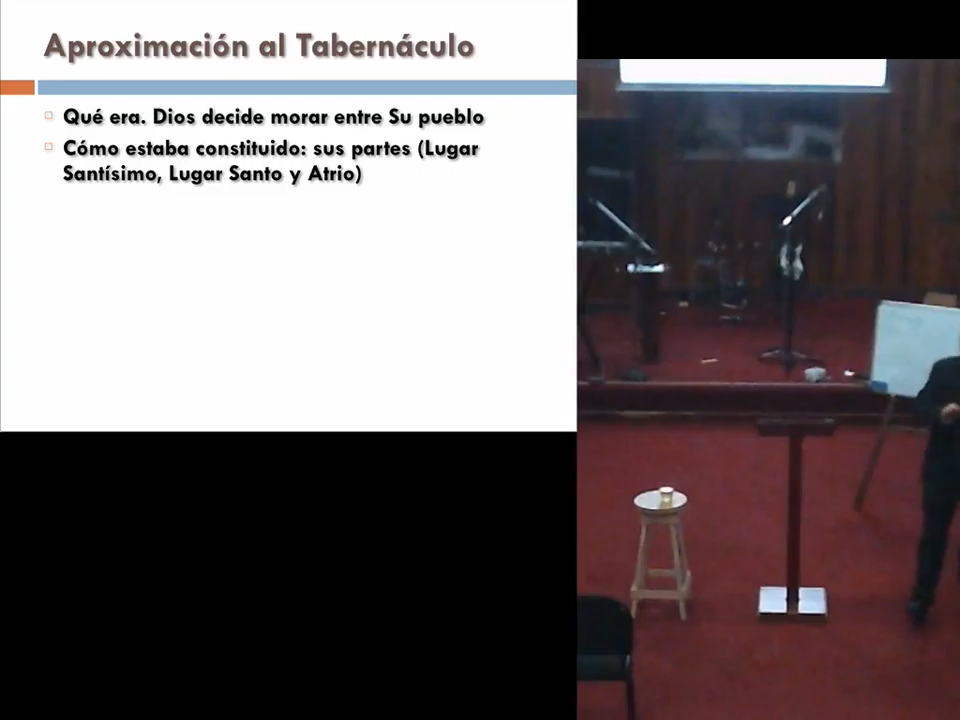 Aproximación al Tabernáculo
Qué era. Dios decide morar entre Su pueblo
Cómo estaba constituido: sus partes (Lugar
Santísimo, Lugar Santo y Atrio)